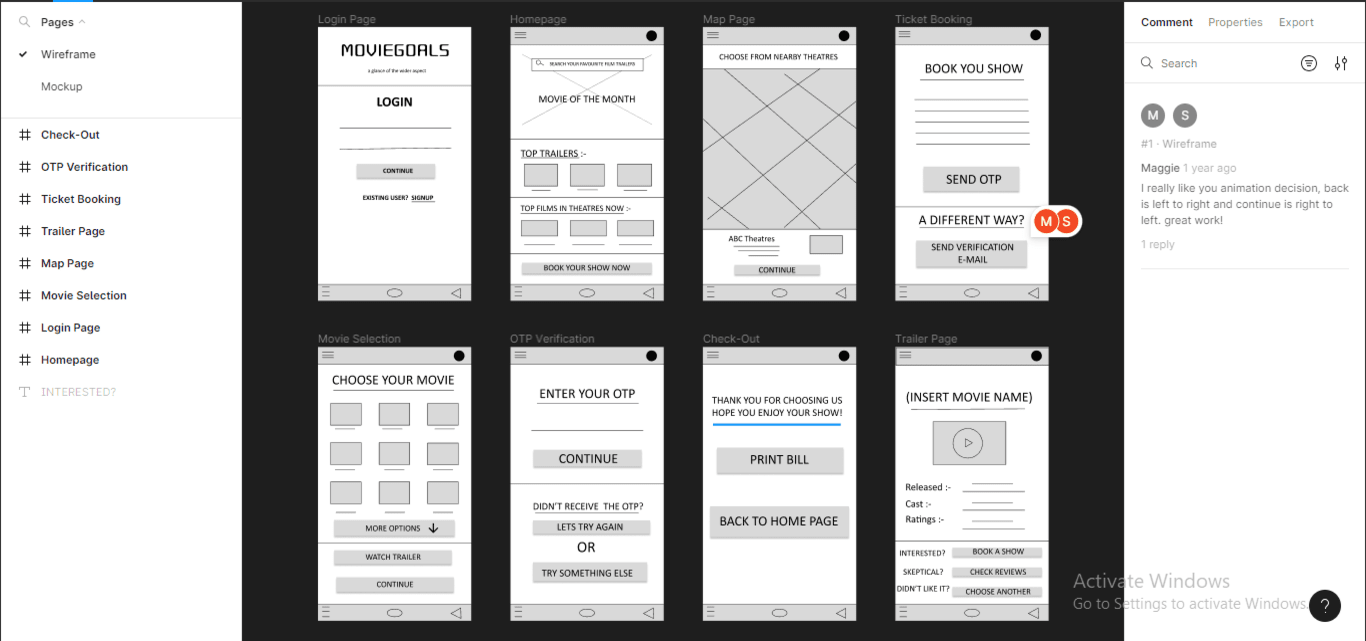 Pages
Wireframe
Mockup
Check-Out
OTP Verification
Ticket Booking
Trailer Page
Map Page
Movie Selection
Login Page
Homepage
INTERESTED?
Login Page
MOVIEGOALS
a glance of the wider aspect
LOGIN
CONTINUE
EXISTING USER? SIGNUP
Homepage
SEARCH YOUR FAVOURITE FILM TRAILERS
MOVIE OF THE MONTH
TOP TRAILERS :-
TOP FILMS IN THEATRES NOW :-
BOOK YOUR SHOW NOW
Map Page
CHOOSE FROM NEARBY THEATRES
ABC Theatres
CONTINUE
Ticket Booking
BOOK YOU SHOW
SEND OTP
A DIFFERENT WAY?
M S
SEND VERIFICATION
E-MAIL
Movie Selection
CHOOSE YOUR MOVIE
MORE OPTIONS
WATCH TRAILER
CONTINUE
OTP Verification
ENTER YOUR OTP
CONTINUE
DIDN'T RECEIVE THE OTP?
LETS TRY AGAIN
OR
TRY SOMETHING ELSE
Check-Out
THANK YOU FOR CHOOSING US
HOPE YOU ENJOY YOUR SHOW!
PRINT BILL
BACK TO HOME PAGE
Trailer Page
(INSERT MOVIE NAME)
Released :-
Cast :-
Ratings :-
INTERESTED? BOOK A SHOW
SKEPTICAL? CHECK REVIEWS
DIDN'T LIKE IT? CHOOSE ANOTHER
Comment Properties Export
Search
M S
#1 · Wireframe
Maggie 1 year ago
I really like you animation decision, back
is left to right and continue is right to
left. great work!
1 reply
Activate Windows
Go to Settings to activate Windows.
?